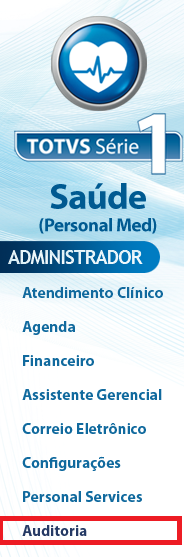 TOTVS Série 1
Saúde
(Personal Med)
ADMINISTRADOR
Atendimento Clínico
Agenda
Financeiro
Assistente Gerencial
Correio Eletrônico
Configurações
Personal Services
Auditoria